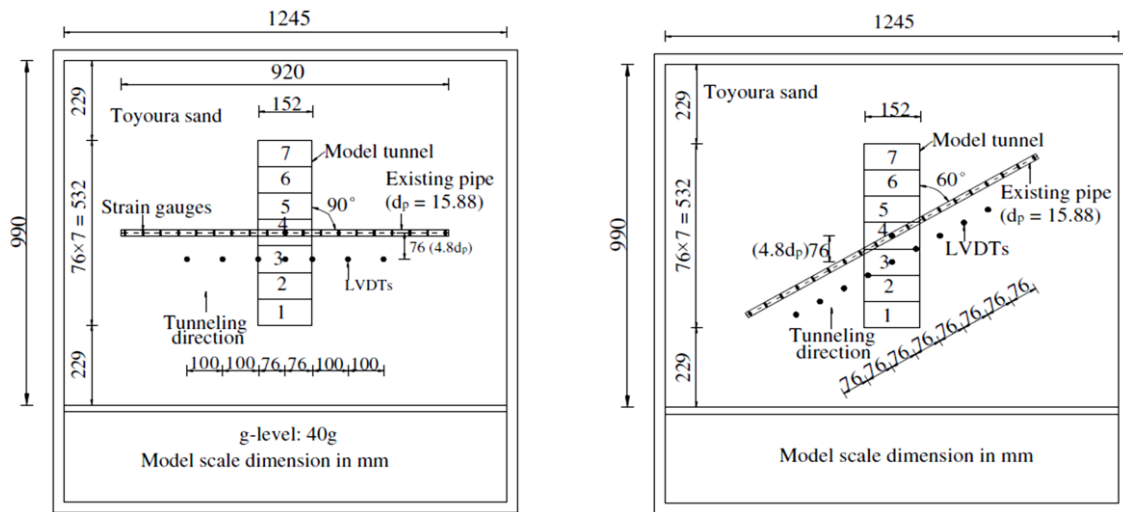 1245
920
229
152
Toyoura sand
7
Model tunnel
6
Existing pipe
5
90°
(dₚ = 15.88)
Strain gauges
4
76×7 = 532
990
76 (4.8dₚ)
3
LVDTs
2
1
Tunneling
direction
229
100 100 76 76 100 100
g-level: 40g
Model scale dimension in mm
1245
229
Toyoura sand
152
7
Model tunnel
6
60°
Existing pipe
(dₚ = 15.88)
5
4
76×7 = 532
990
(4.8dₚ)76
LVDTs
3
2
1
Tunneling
direction
229
76 76 76 76 76 76 76 76
Model scale dimension in mm